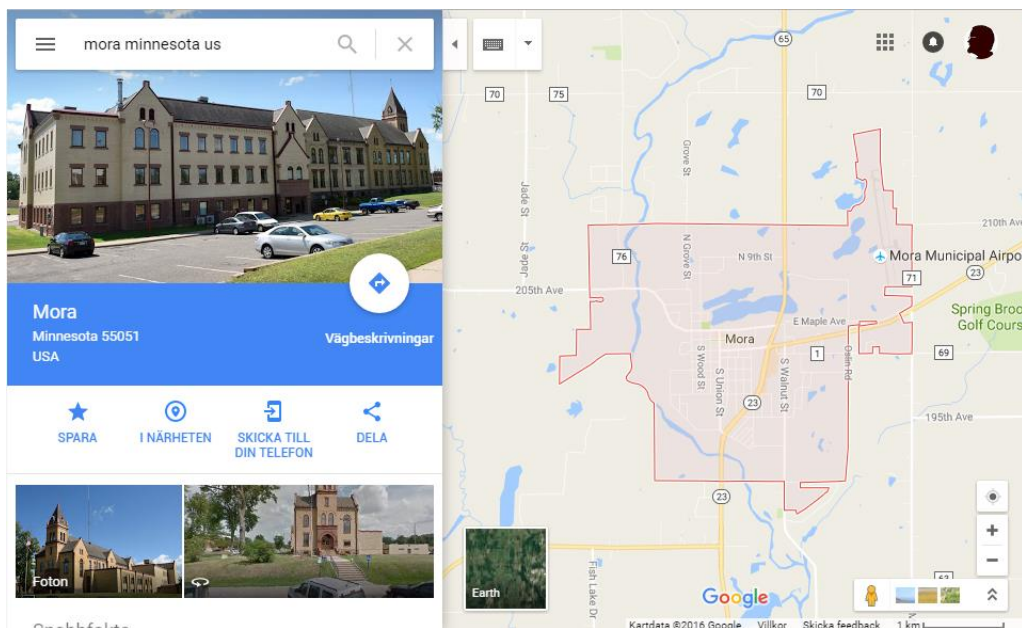 mora minnesota us
Mora
Minnesota 55051
USA
Vägbeskrivningar
SPARA
I NÄRHETEN
SKICKA TILL
DIN TELEFON
DELA
Foton
Snabbfakta
65
70
75
70
Grove St
Jade St
Jade St
76
N Grove St
N 9th St
210th Ave
Mora Municipal Airpo
71
23
205th Ave
Spring Broo
Golf Cours
E Maple Ave
Mora
1
69
S Wood St
S Union St
S Walnut St
23
195th Ave
23
Fish Lake Dr
Earth
Google
Kartdata ©2016 Google
Villkor
Skicka feedback
1 km